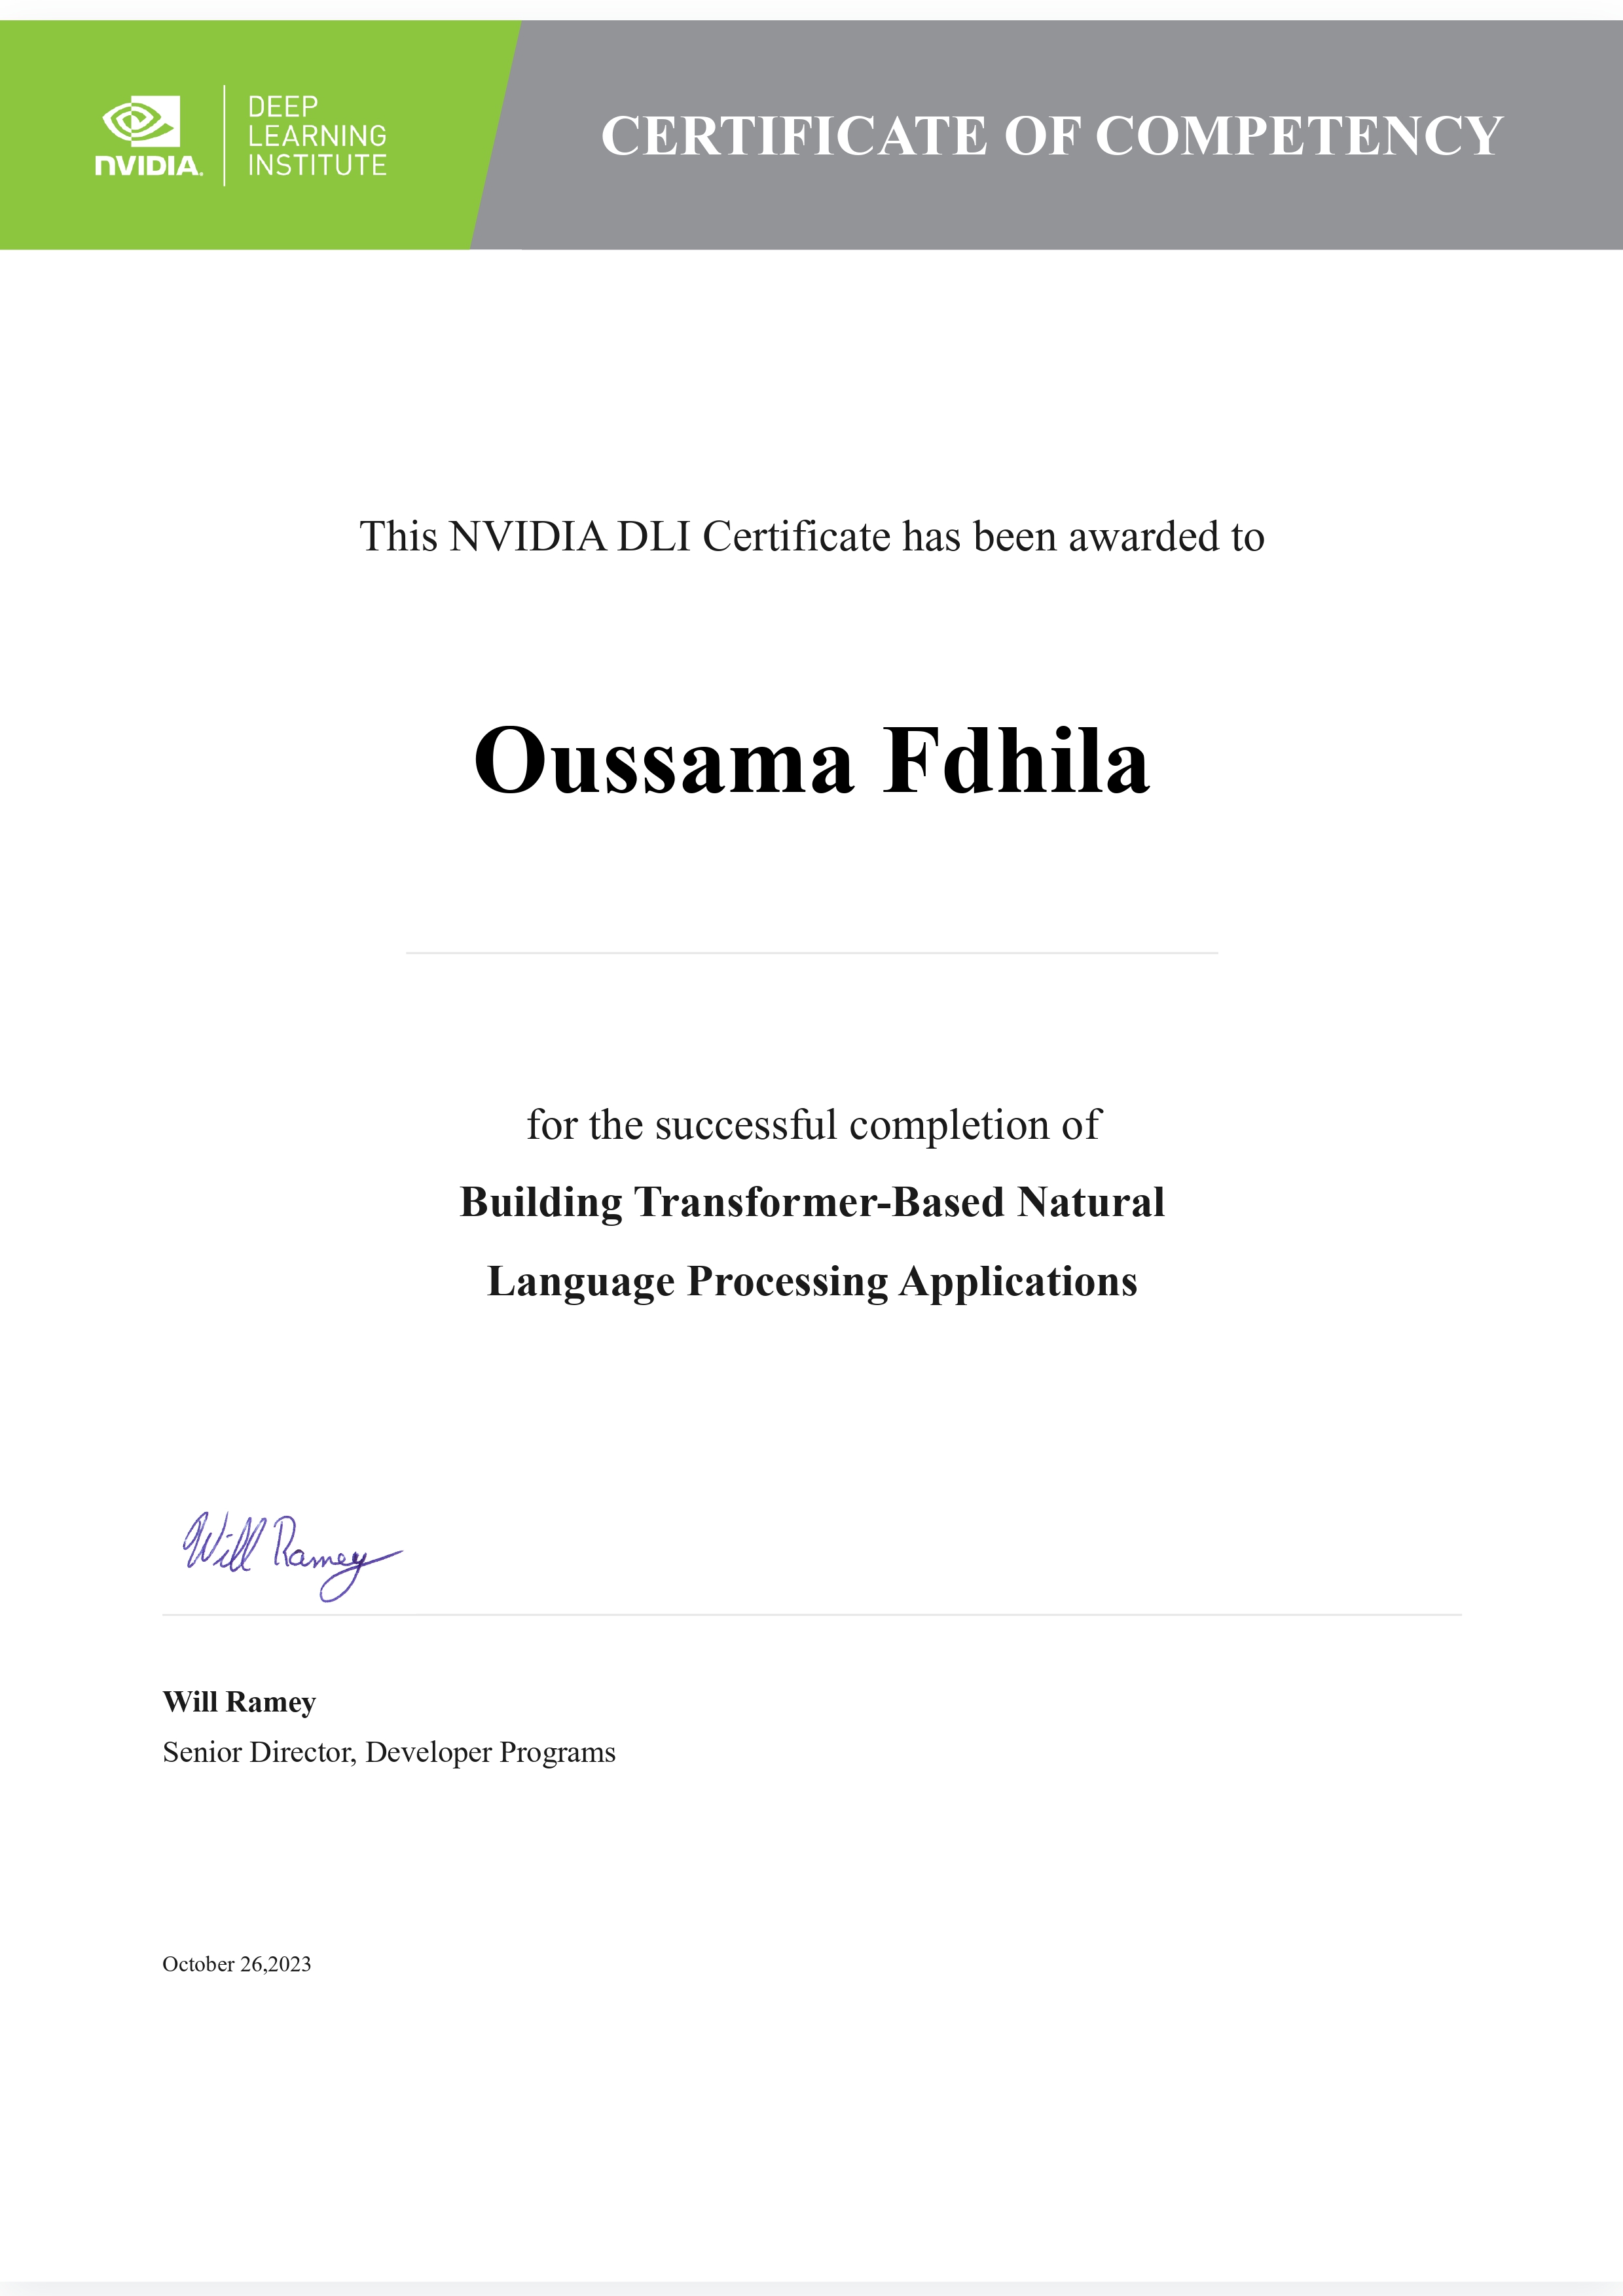 NVIDIA.
DEEP
LEARNING
INSTITUTE
CERTIFICATE OF COMPETENCY
This NVIDIA DLI Certificate has been awarded to
Oussama Fdhila
for the successful completion of
Building Transformer-Based Natural
Language Processing Applications
Will Ramey
Will Ramey
Senior Director, Developer Programs
October 26,2023